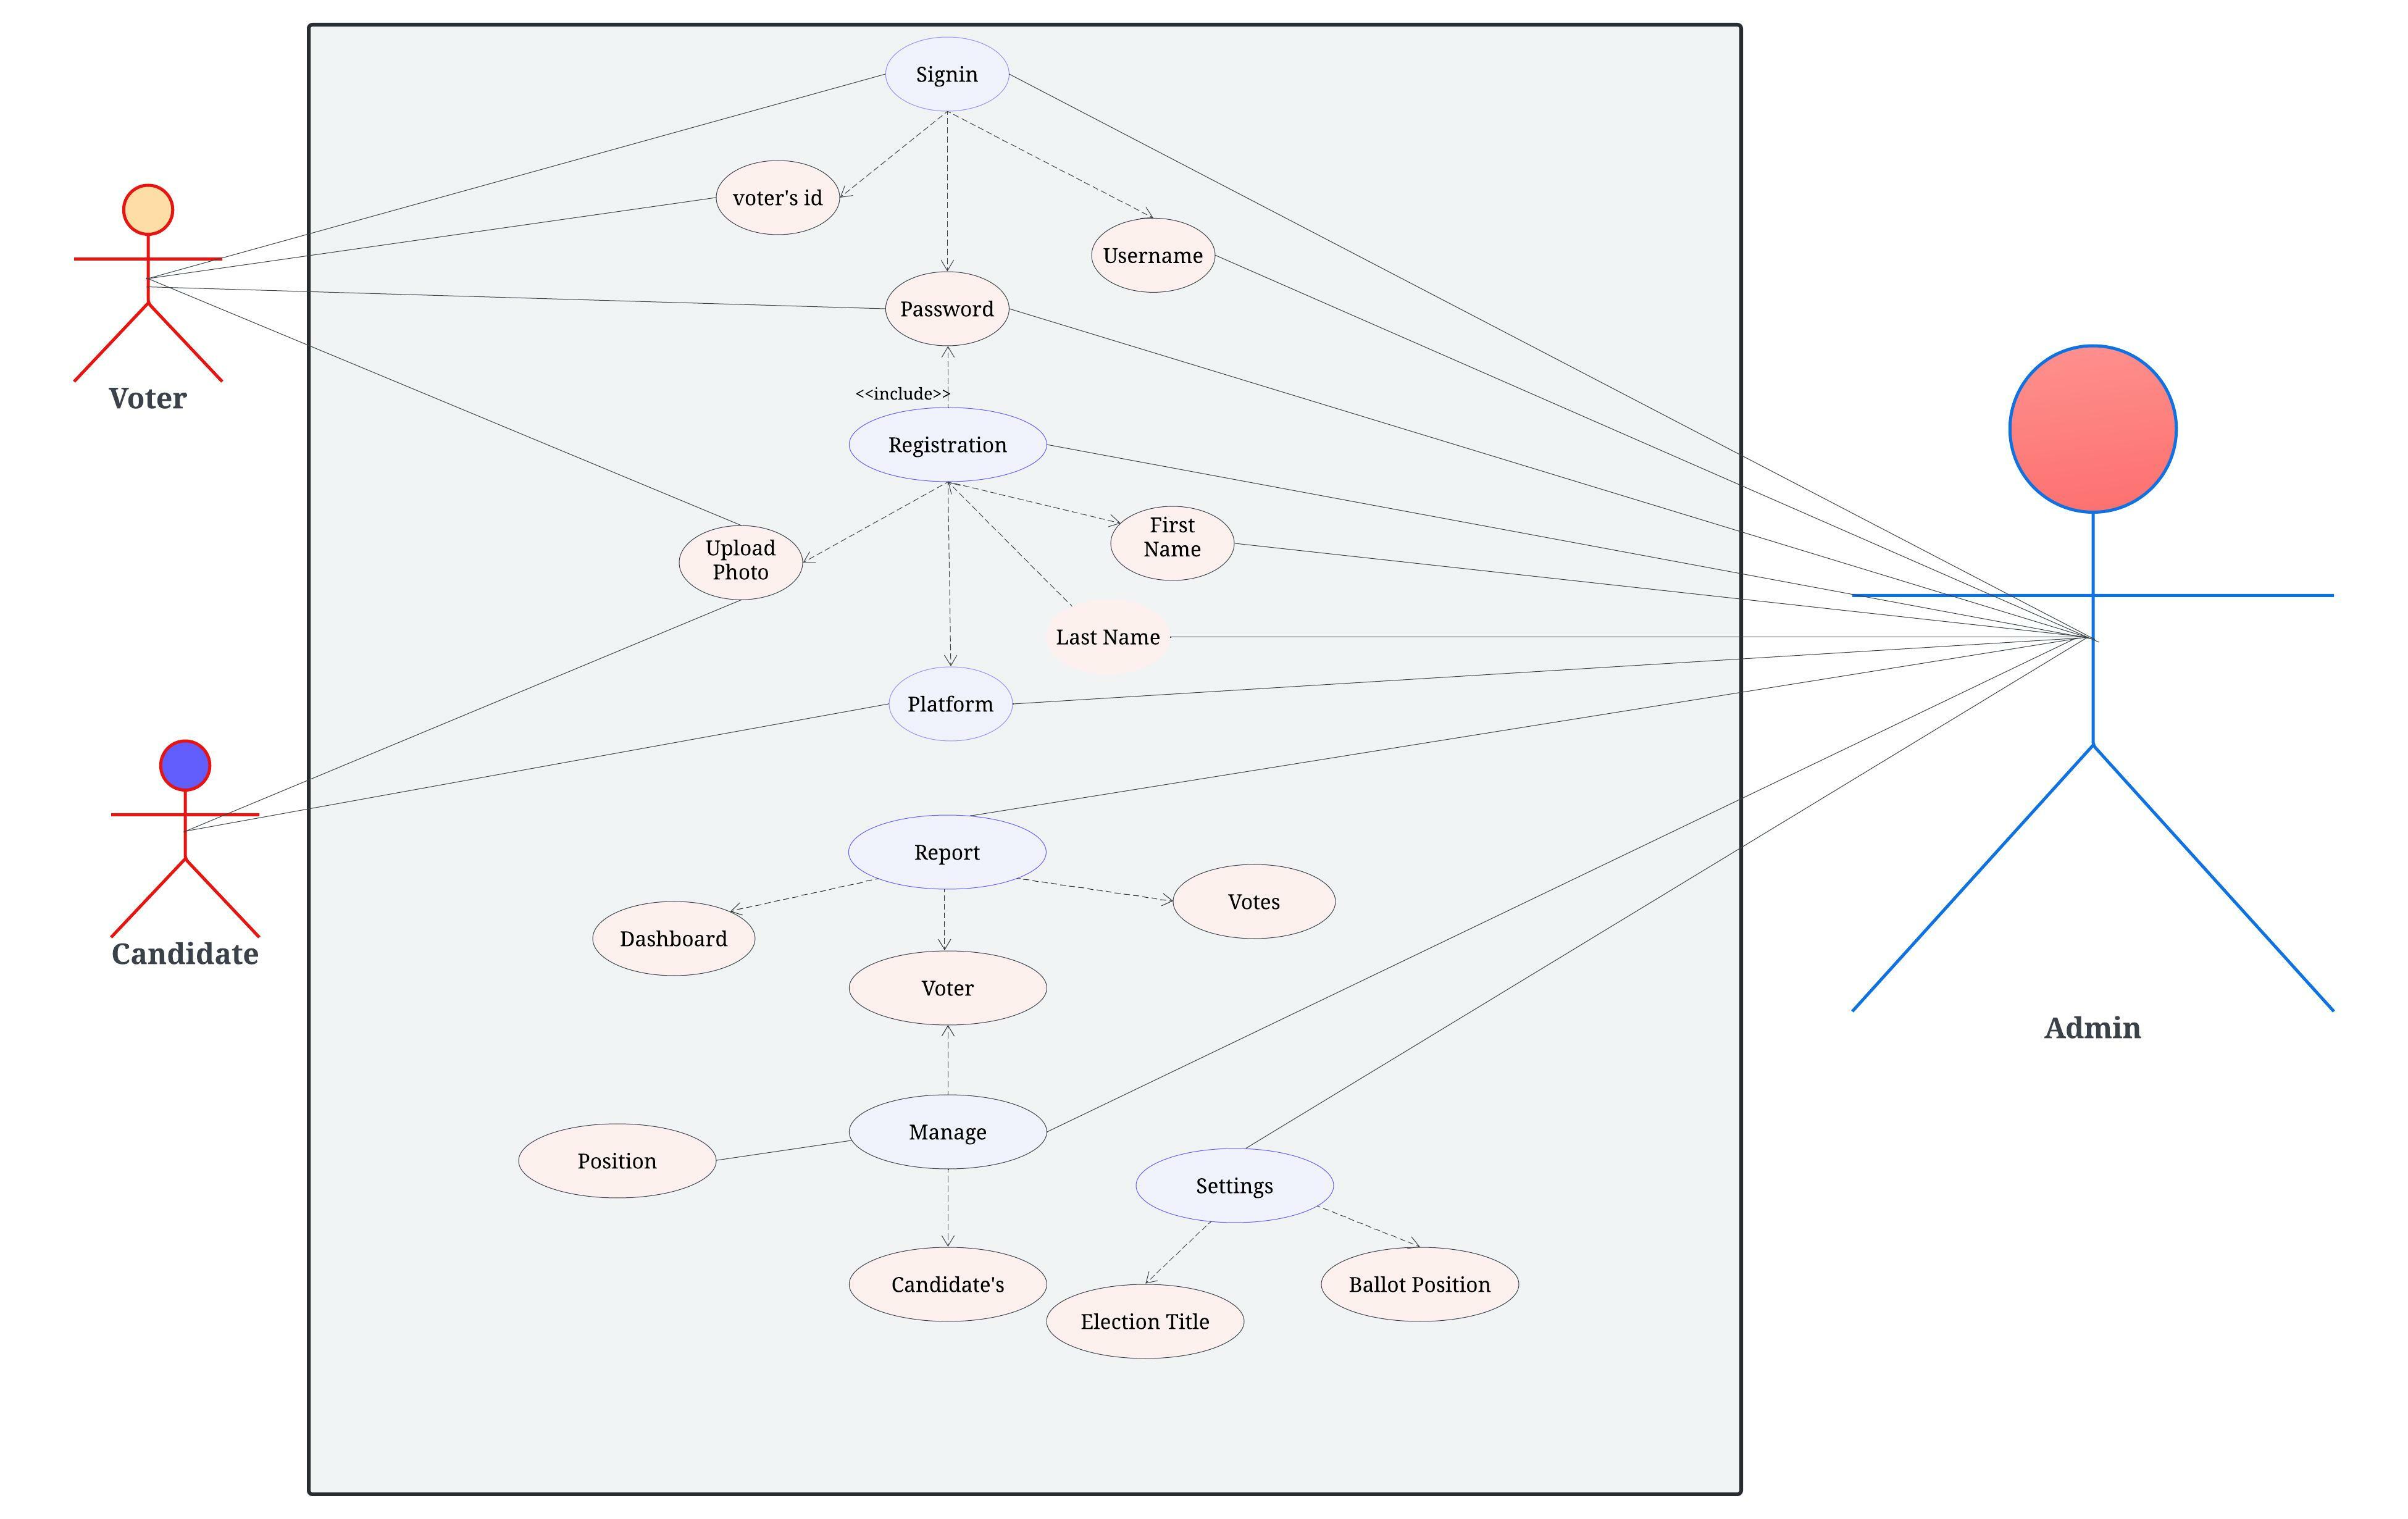 Signin
voter's id
Username
Password
<<include>>
Voter
Registration
First
Name
Upload
Photo
Last Name
Platform
Report
Votes
Dashboard
Candidate
Voter
Admin
Manage
Position
Settings
Candidate's
Ballot Position
Election Title